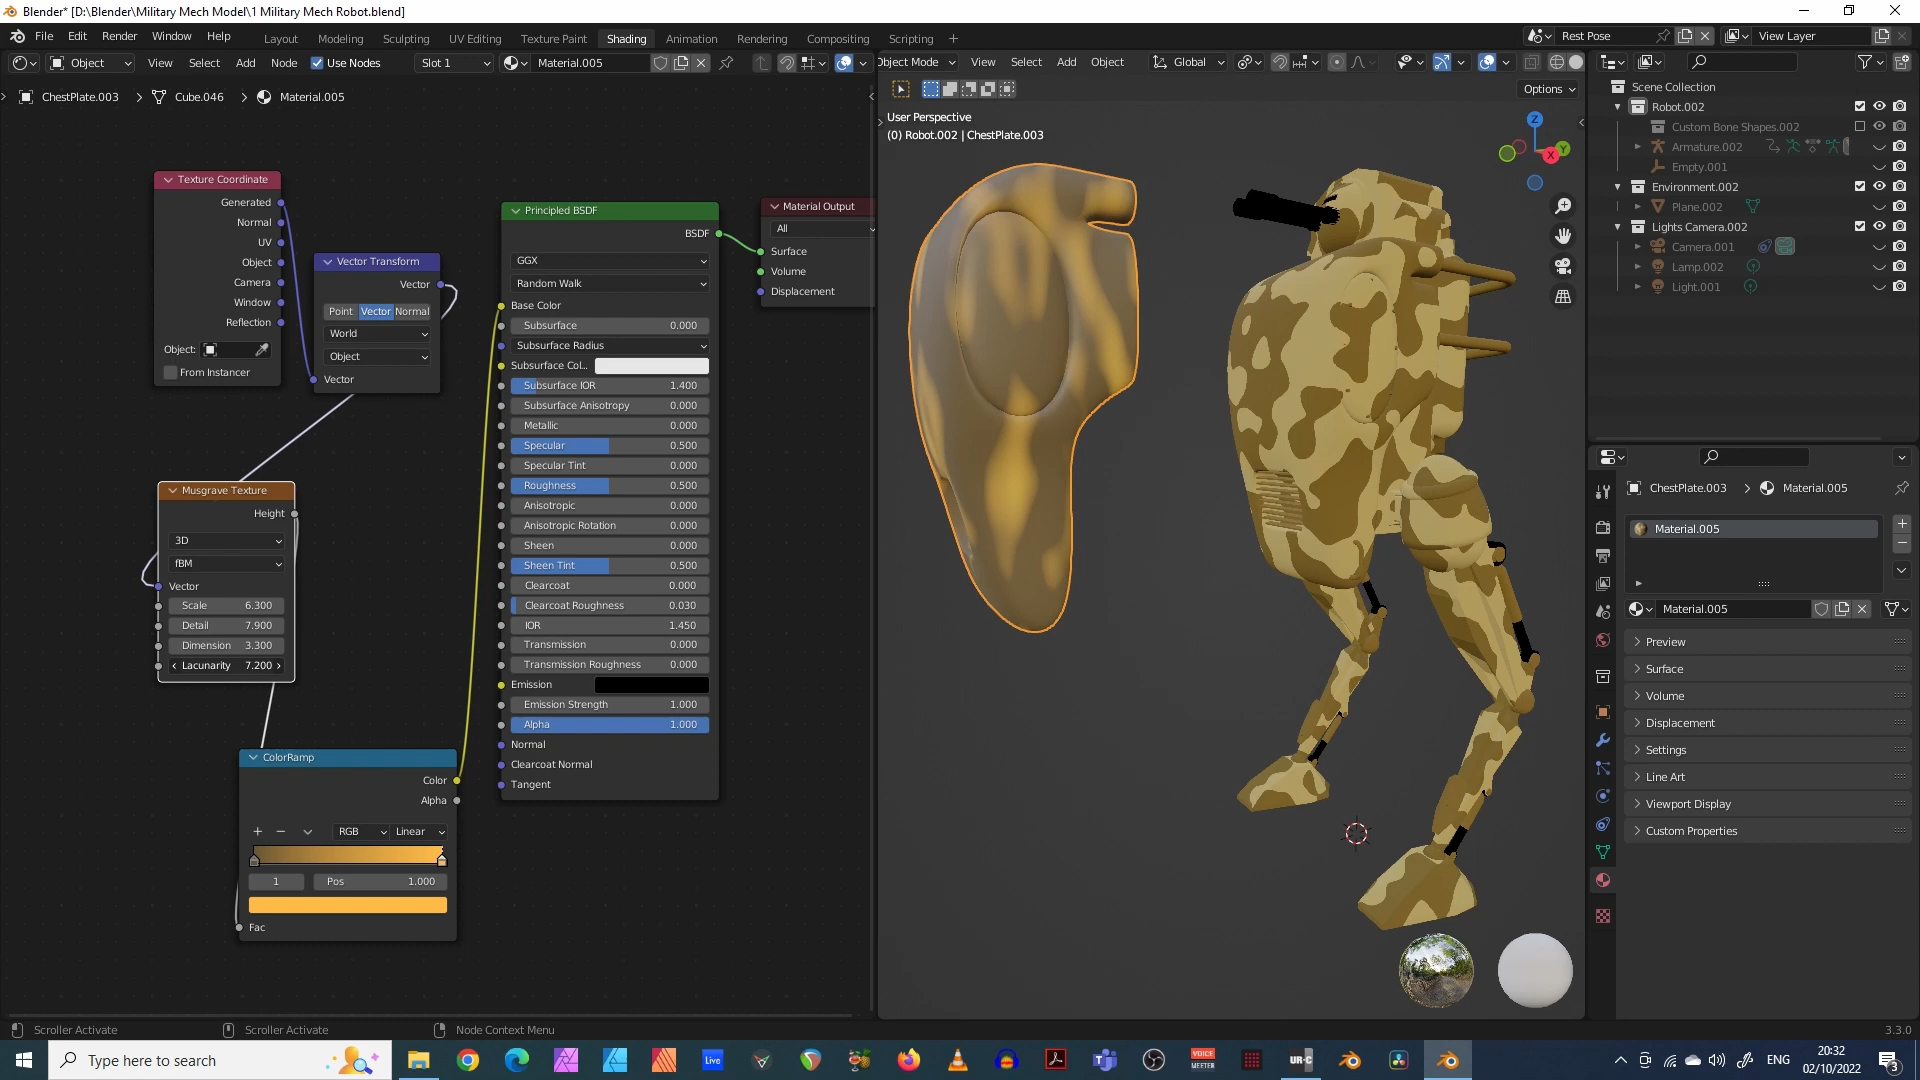 Blender* [D:\Blender\Military Mech Model\1 Military Mech Robot.blend]
File Edit Render Window Help Layout Modeling Sculpting UV Editing Texture Paint Shading Animation Rendering Compositing Scripting Rest Pose View Layer
Object View Select Add Node Use Nodes Slot 1 Material.005
ChestPlate.003 > Cube.046 > Material.005
Texture Coordinate
Generated
Normal
UV
Object
Camera
Window
Reflection
Object:
From Instancer
Vector Transform
Vector
Point Vector Normal
World
Object
Vector
Musgrave Texture
Height
3D
fBM
Vector
Scale 6.300
Detail 7.900
Dimension 3.300
Lacunarity 7.200
ColorRamp
Color
Alpha
RGB Linear
1 Pos 1.000
Fac
Principled BSDF
BSDF
GGX
Random Walk
Base Color
Subsurface 0.000
Subsurface Radius
Subsurface Col...
Subsurface IOR 1.400
Subsurface Anisotropy 0.000
Metallic 0.000
Specular 0.500
Specular Tint 0.000
Roughness 0.500
Anisotropic 0.000
Anisotropic Rotation 0.000
Sheen 0.000
Sheen Tint 0.500
Clearcoat 0.000
Clearcoat Roughness 0.030
IOR 1.450
Transmission 0.000
Transmission Roughness 0.000
Emission
Emission Strength 1.000
Alpha 1.000
Normal
Clearcoat Normal
Tangent
Material Output
All
Surface
Volume
Displacement
Object Mode View Select Add Object Global
Options
User Perspective
(0) Robot.002 | ChestPlate.003
Z
Y
X
Scene Collection
Robot.002
Custom Bone Shapes.002
Armature.002
Empty.001
Environment.002
Plane.002
Lights Camera.002
Camera.001
Lamp.002
Light.001
ChestPlate.003 > Material.005
Material.005
Material.005
Preview
Surface
Volume
Displacement
Settings
Line Art
Viewport Display
Custom Properties
Scroller Activate Scroller Activate Node Context Menu 3.3.0
Type here to search
Live
VOICE
MEETER
UR-C
ENG
20:32
02/10/2022
3